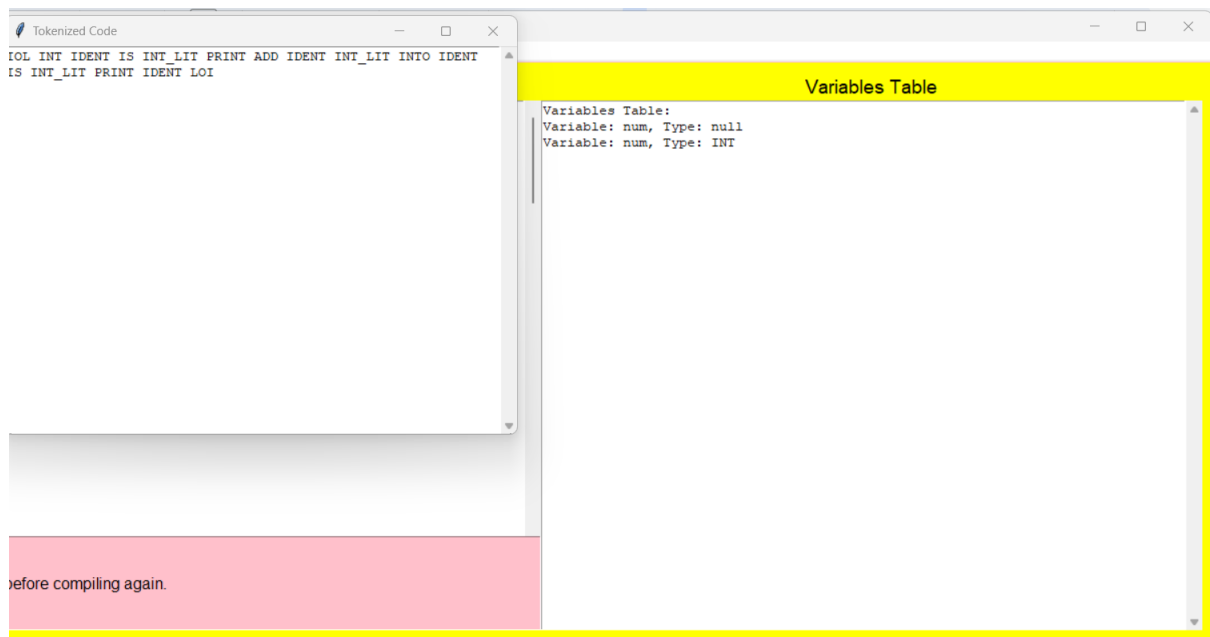 Tokenized Code
IOL INT IDENT IS INT_LIT PRINT ADD IDENT INT_LIT INTO IDENT
IS INT_LIT PRINT IDENT LOI
Variables Table
Variables Table:
Variable: num, Type: null
Variable: num, Type: INT
before compiling again.